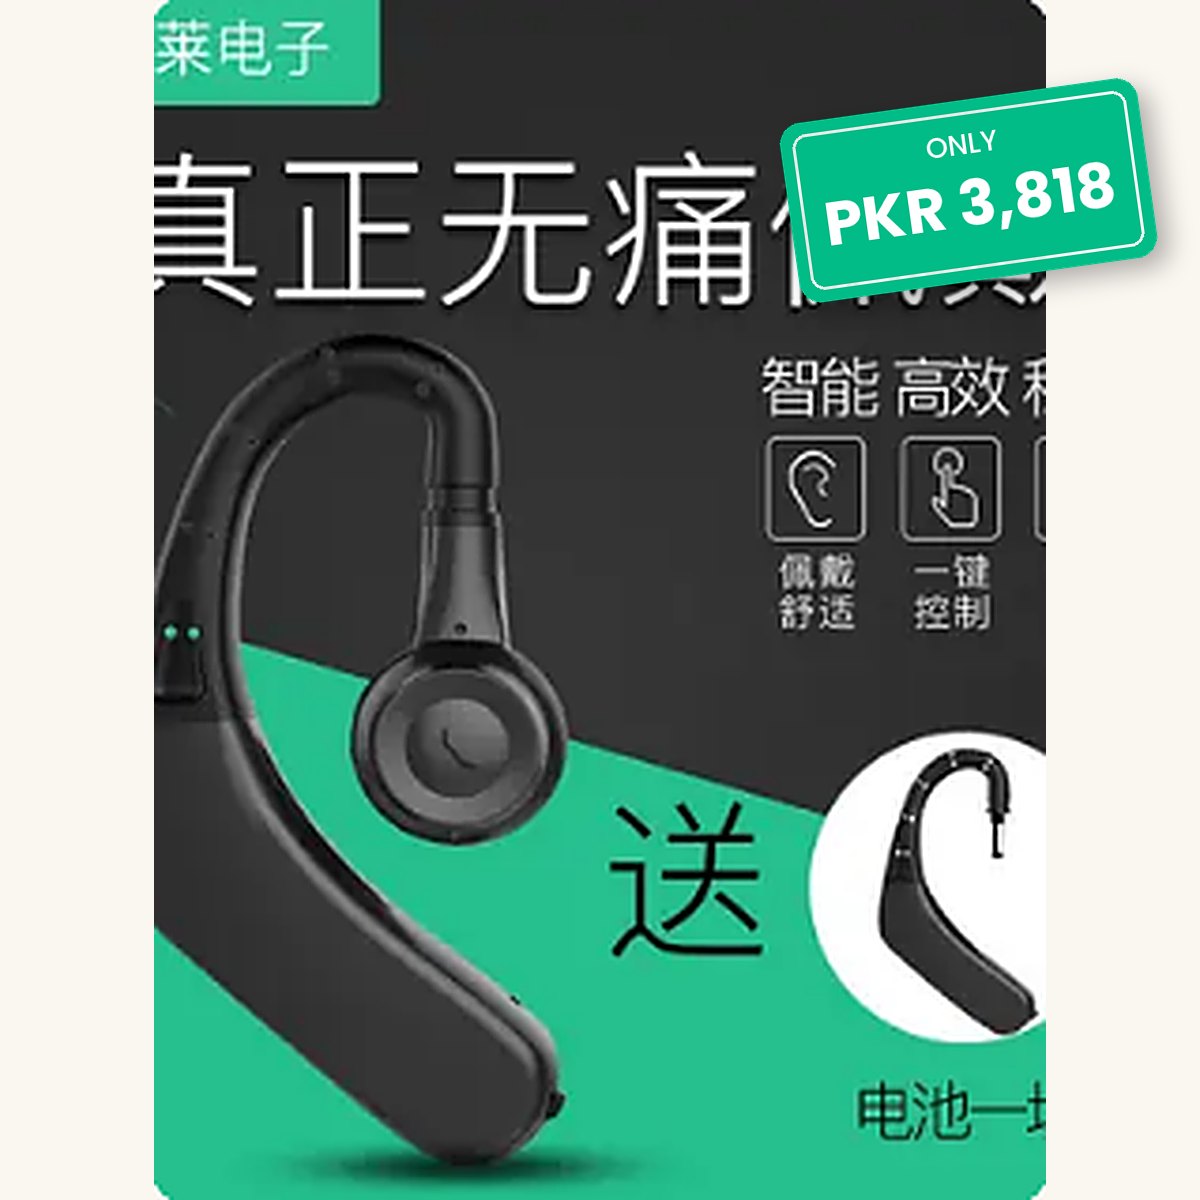 莱电子
真正无痛
ONLY
PKR 3,818
智能 高效
佩戴
舒适
一键
控制
送
电池一